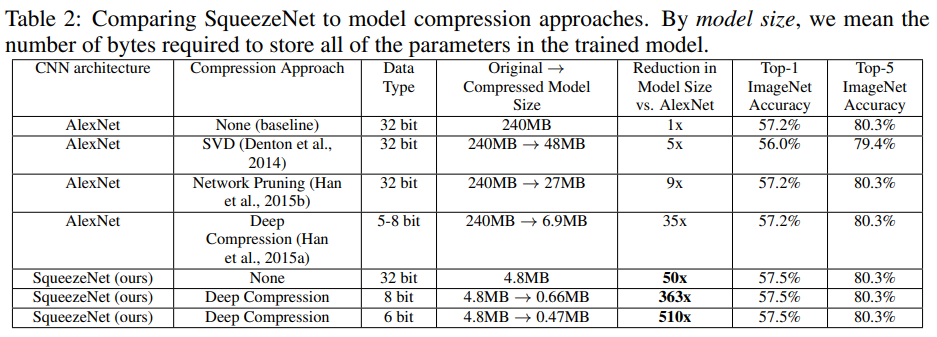 Table 2: Comparing SqueezeNet to model compression approaches. By model size, we mean the
number of bytes required to store all of the parameters in the trained model.
CNN architecture Compression Approach Data Type Original → Compressed Model Size Reduction in Model Size vs. AlexNet Top-1 ImageNet Accuracy Top-5 ImageNet Accuracy
AlexNet None (baseline) 32 bit 240MB 1x 57.2% 80.3%
AlexNet SVD (Denton et al., 2014) 32 bit 240MB → 48MB 5x 56.0% 79.4%
AlexNet Network Pruning (Han et al., 2015b) 32 bit 240MB → 27MB 9x 57.2% 80.3%
AlexNet Deep Compression (Han et al., 2015a) 5-8 bit 240MB → 6.9MB 35x 57.2% 80.3%
SqueezeNet (ours) None 32 bit 4.8MB 50x 57.5% 80.3%
SqueezeNet (ours) Deep Compression 8 bit 4.8MB → 0.66MB 363x 57.5% 80.3%
SqueezeNet (ours) Deep Compression 6 bit 4.8MB → 0.47MB 510x 57.5% 80.3%